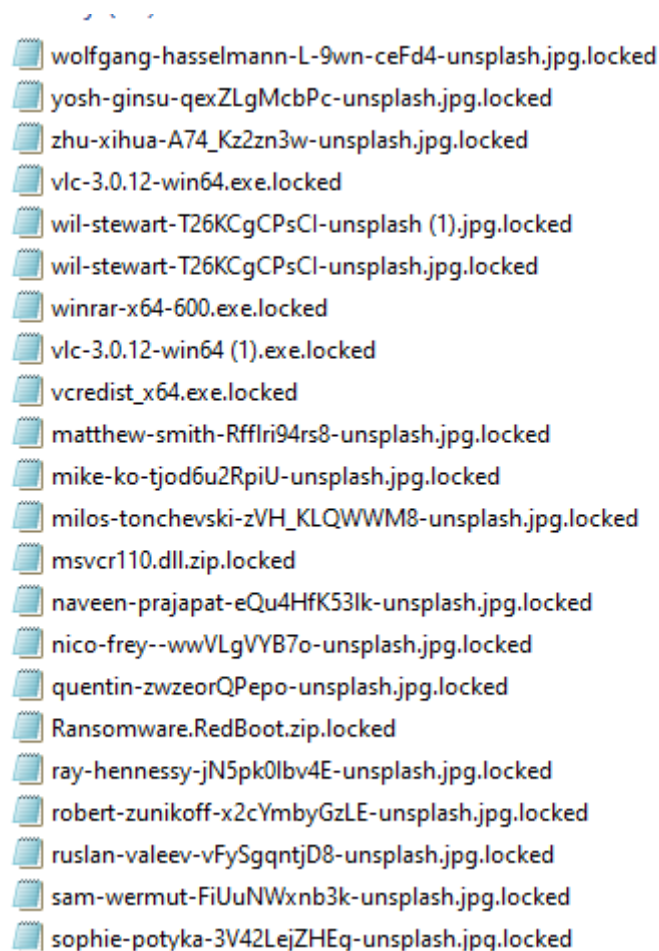 wolfgang-hasselmann-L-9wn-ceFd4-unsplash.jpg.locked
yosh-ginsu-qexZLgMcbPc-unsplash.jpg.locked
zhu-xihua-A74_Kz2zn3w-unsplash.jpg.locked
vlc-3.0.12-win64.exe.locked
wil-stewart-T26KCgCPsCI-unsplash (1).jpg.locked
wil-stewart-T26KCgCPsCI-unsplash.jpg.locked
winrar-x64-600.exe.locked
vlc-3.0.12-win64 (1).exe.locked
vcredist_x64.exe.locked
matthew-smith-Rfflri94rs8-unsplash.jpg.locked
mike-ko-tjod6u2RpiU-unsplash.jpg.locked
milos-tonchevski-zVH_KLQWWM8-unsplash.jpg.locked
msvcr110.dll.zip.locked
naveen-prajapat-eQu4HfK53lk-unsplash.jpg.locked
nico-frey--wwVLgVYB7o-unsplash.jpg.locked
quentin-zwzeorQPepo-unsplash.jpg.locked
Ransomware.RedBoot.zip.locked
ray-hennessy-jN5pk0lbv4E-unsplash.jpg.locked
robert-zunikoff-x2cYmbyGzLE-unsplash.jpg.locked
ruslan-valeev-vFySgqntjD8-unsplash.jpg.locked
sam-wermut-FiUuNWxnb3k-unsplash.jpg.locked
sophie-potyka-3V42LejZHEg-unsplash.jpg.locked